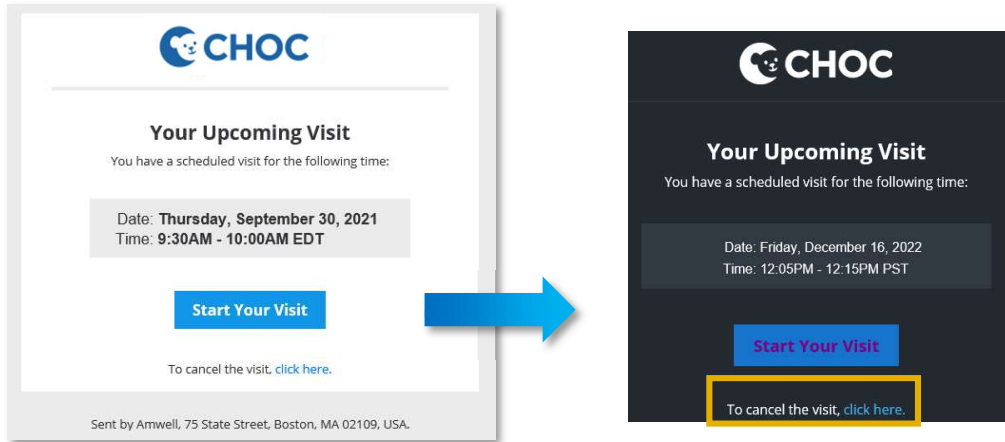 CHOC
Your Upcoming Visit
You have a scheduled visit for the following time:
Date: Thursday, September 30, 2021
Time: 9:30AM - 10:00AM EDT
Start Your Visit
To cancel the visit, click here.
Sent by Amwell, 75 State Street, Boston, MA 02109, USA.
CHOC
Your Upcoming Visit
You have a scheduled visit for the following time:
Date: Friday, December 16, 2022
Time: 12:05PM - 12:15PM PST
Start Your Visit
To cancel the visit, click here.